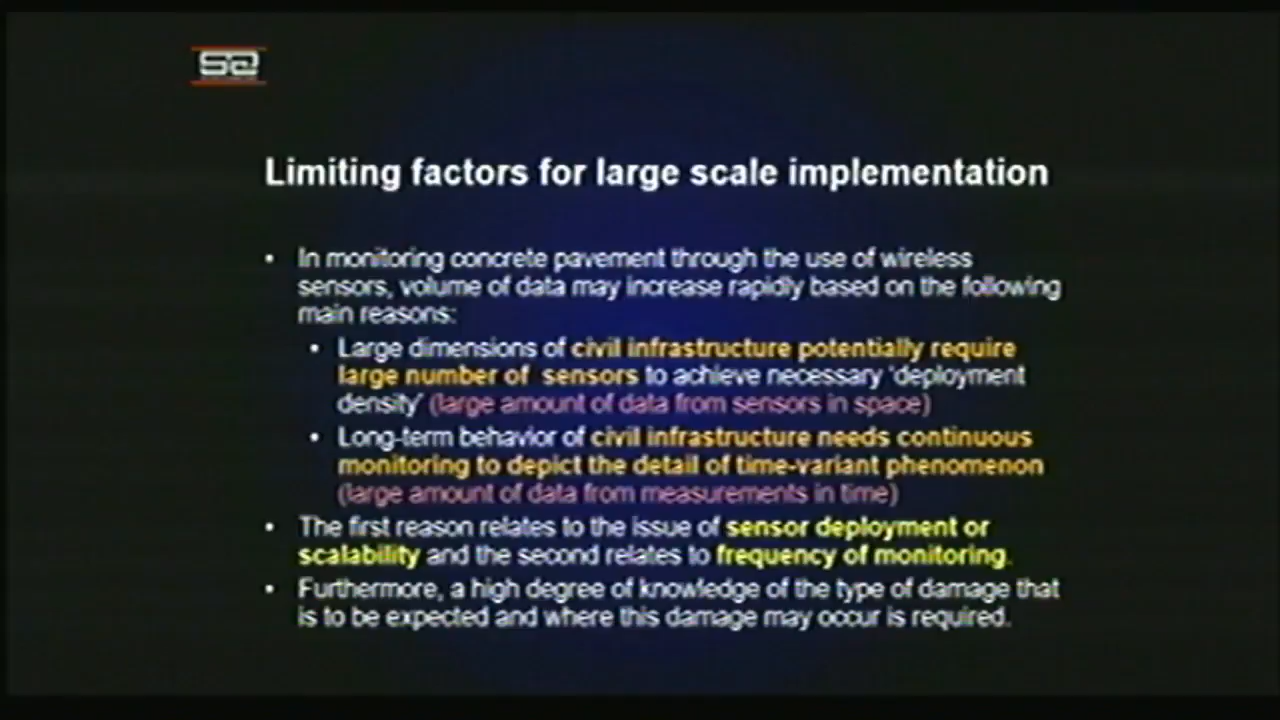 Limiting factors for large scale implementation
• In monitoring concrete pavement through the use of wireless
sensors, volume of data may increase rapidly based on the following
main reasons:
• Large dimensions of civil infrastructure potentially require
large number of sensors to achieve necessary 'deployment
density' (large amount of data from sensors in space)
• Long-term behavior of civil infrastructure needs continuous
monitoring to depict the detail of time-variant phenomenon
(large amount of data from measurements in time)
• The first reason relates to the issue of sensor deployment or
scalability and the second relates to frequency of monitoring.
• Furthermore, a high degree of knowledge of the type of damage that
is to be expected and where this damage may occur is required.